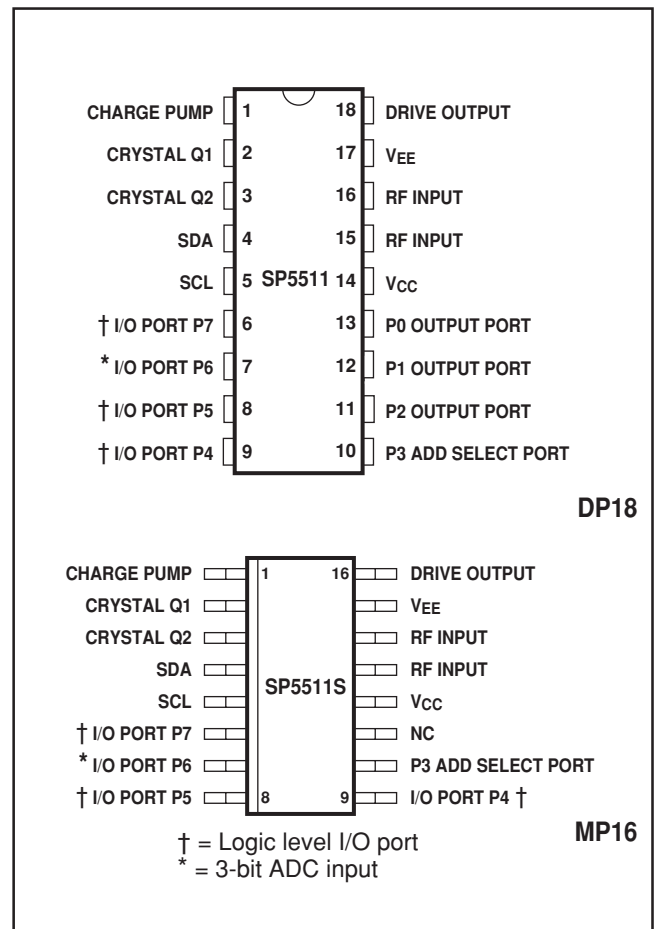 CHARGE PUMP 1 18 DRIVE OUTPUT
CRYSTAL Q1 2 17 VEE
CRYSTAL Q2 3 16 RF INPUT
SDA 4 15 RF INPUT
SCL 5 SP5511 14 VCC
† I/O PORT P7 6 13 P0 OUTPUT PORT
* I/O PORT P6 7 12 P1 OUTPUT PORT
† I/O PORT P5 8 11 P2 OUTPUT PORT
† I/O PORT P4 9 10 P3 ADD SELECT PORT
DP18
CHARGE PUMP 1 16 DRIVE OUTPUT
CRYSTAL Q1 VEE
CRYSTAL Q2 RF INPUT
SDA RF INPUT
SP5511S
SCL VCC
† I/O PORT P7 NC
* I/O PORT P6 P3 ADD SELECT PORT
† I/O PORT P5 8 9 I/O PORT P4 †
MP16
† = Logic level I/O port
* = 3-bit ADC input